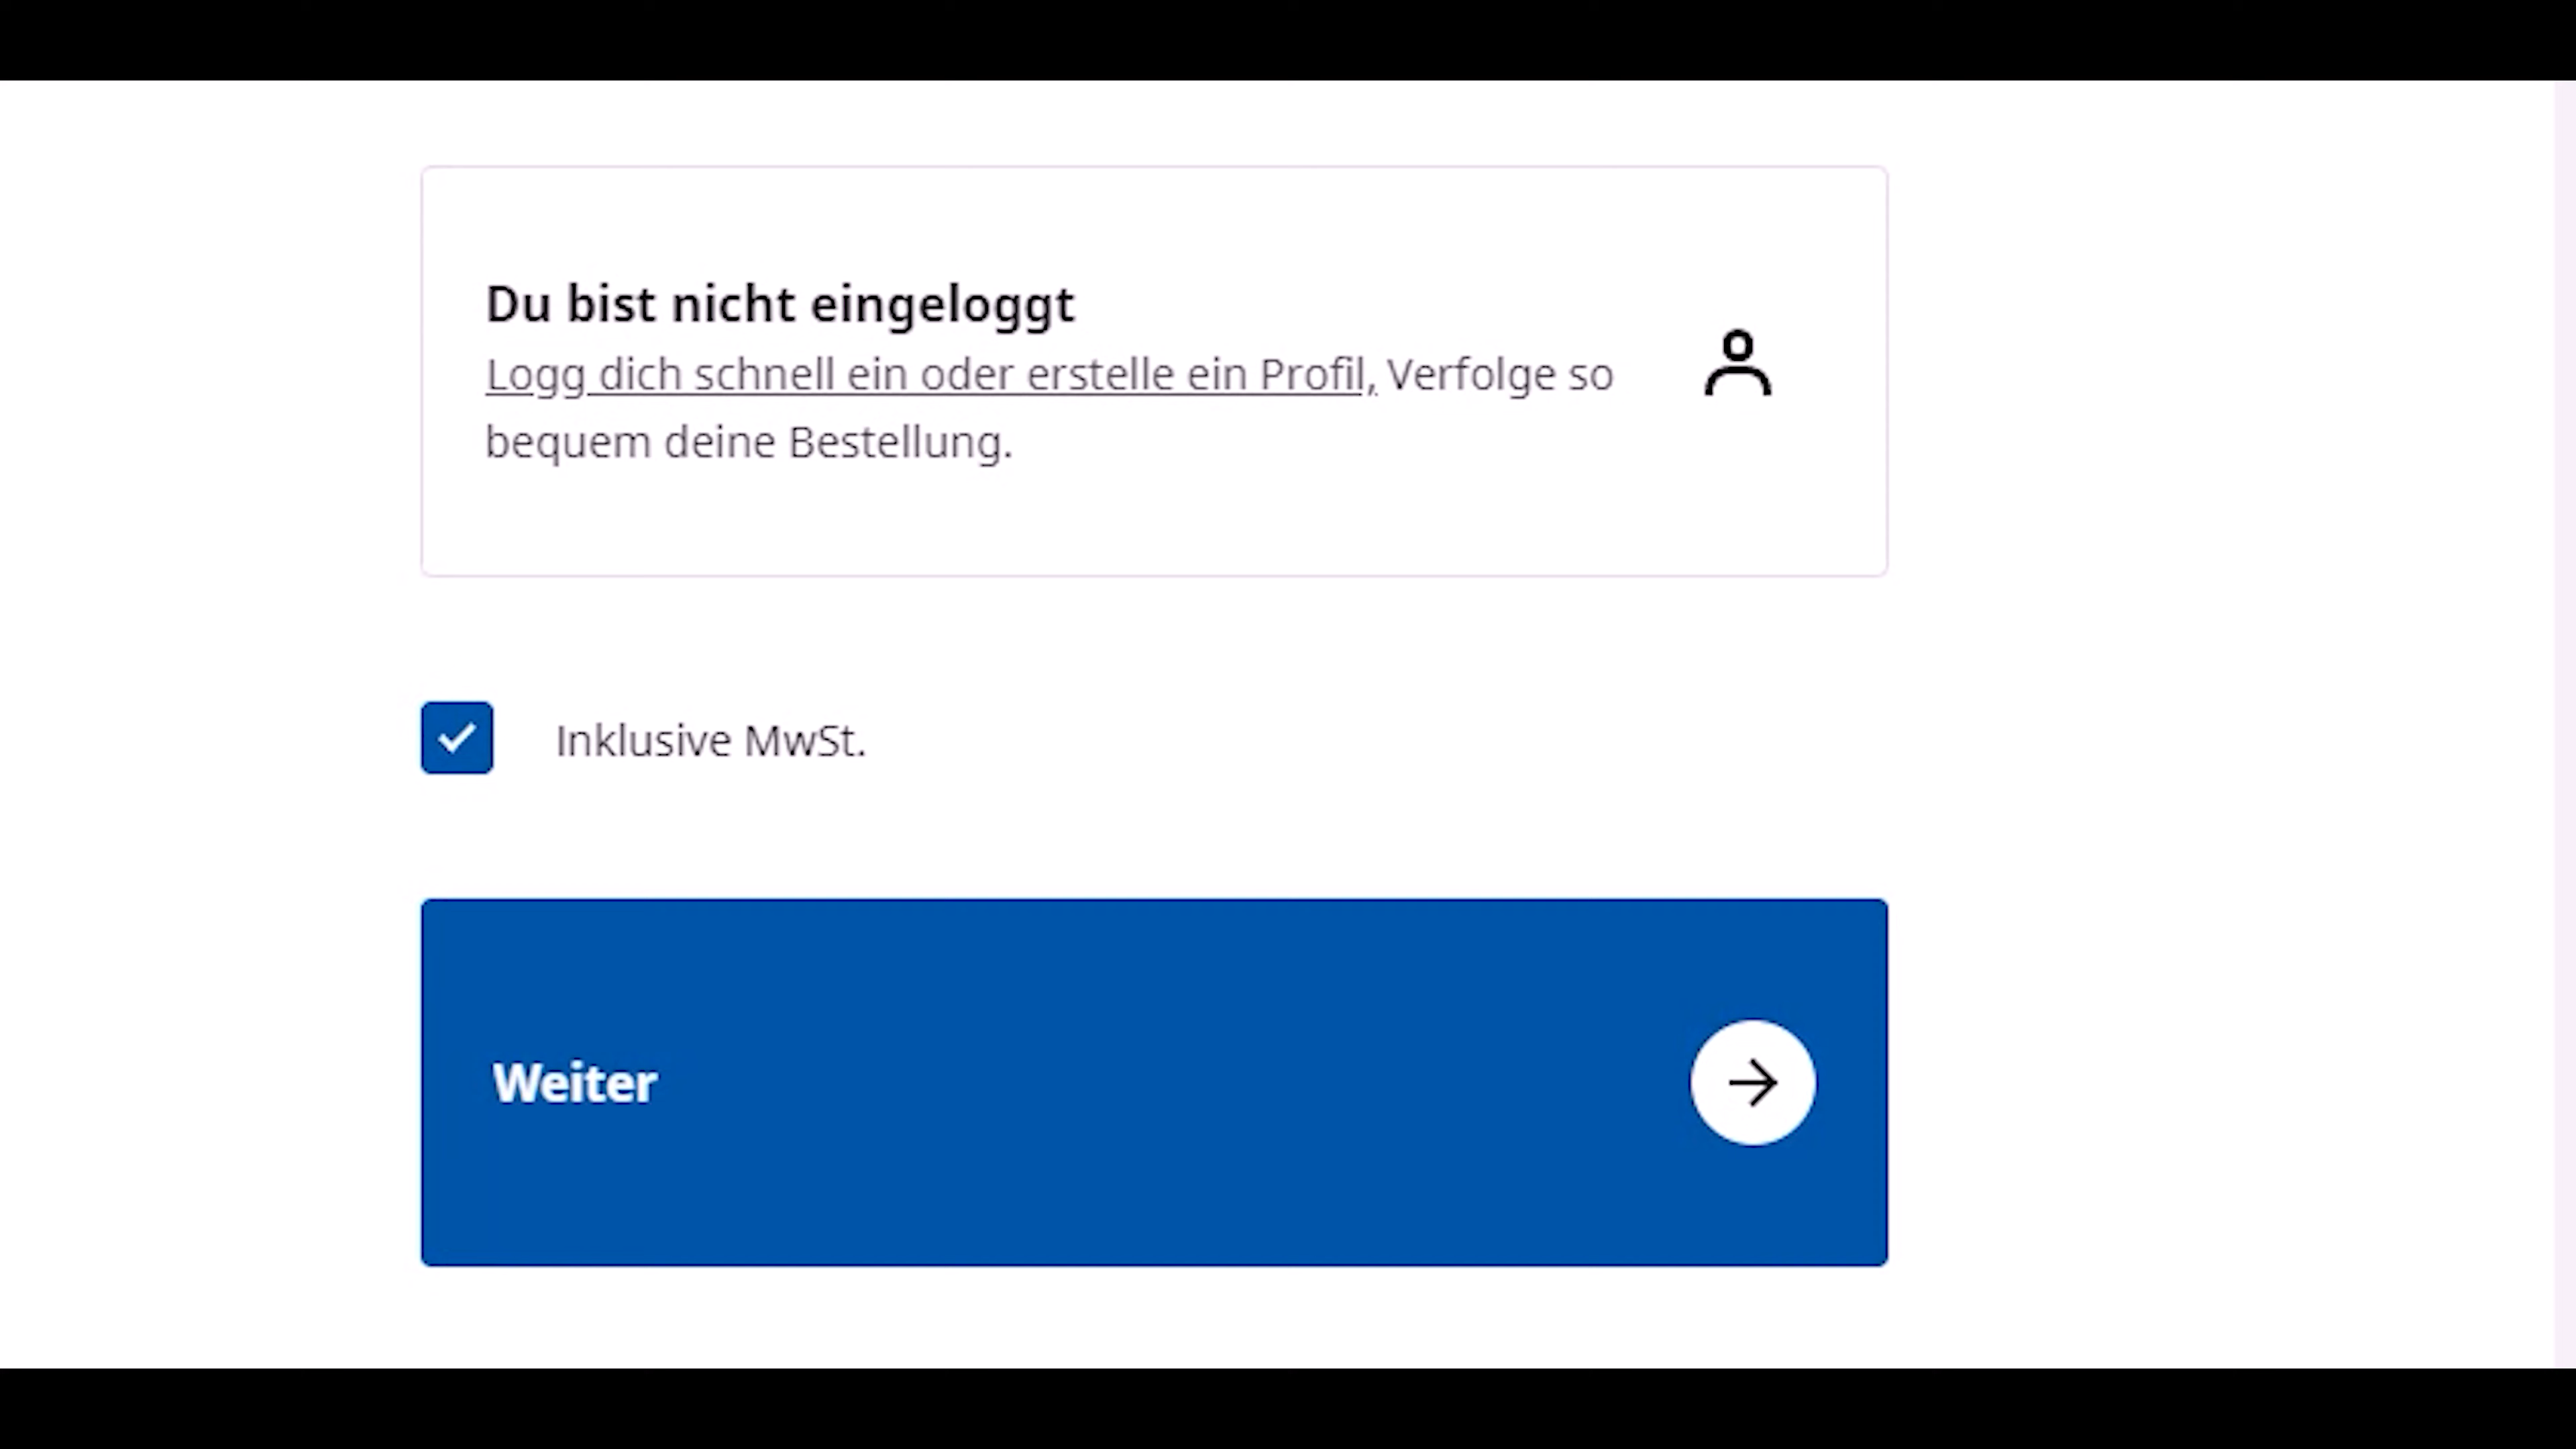 Du bist nicht eingeloggt
Logg dich schnell ein oder erstelle ein Profil, Verfolge so
bequem deine Bestellung.
Inklusive MwSt.
Weiter